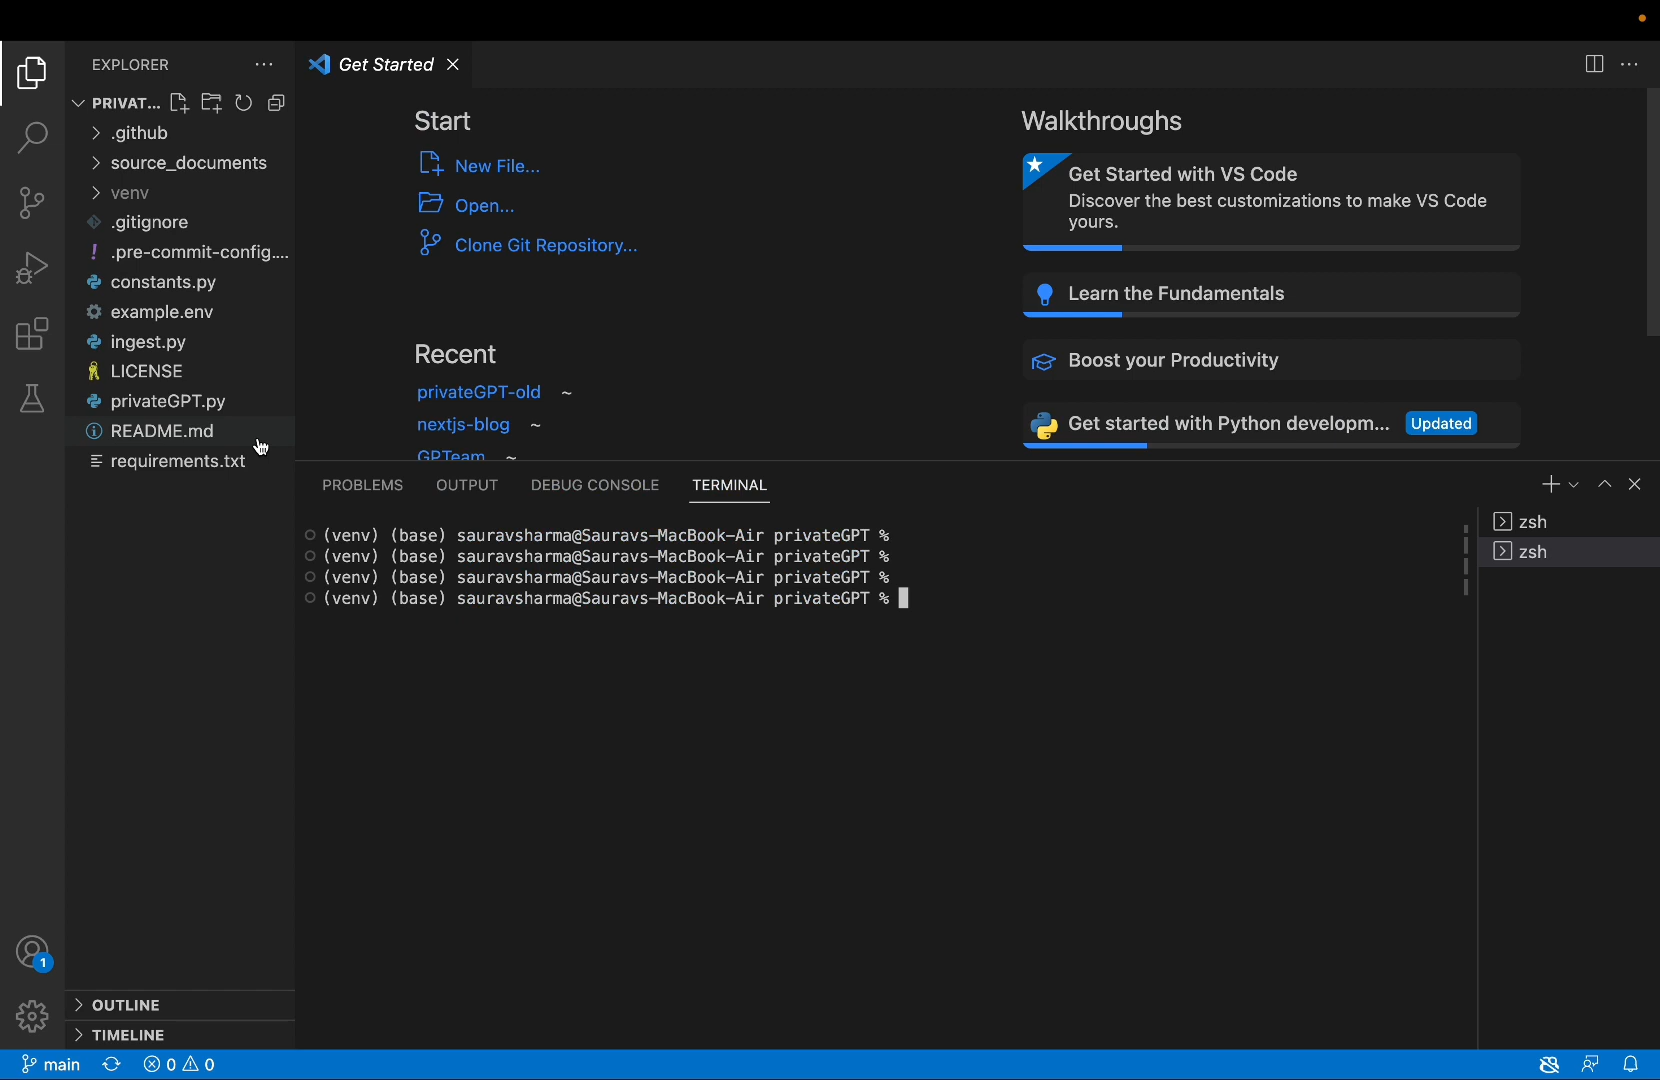 EXPLORER
Get Started
PRIVAT...
.github
source_documents
venv
.gitignore
.pre-commit-config....
constants.py
example.env
ingest.py
LICENSE
privateGPT.py
README.md
requirements.txt
OUTLINE
TIMELINE
Start
New File...
Open...
Clone Git Repository...
Recent
privateGPT-old ~
nextjs-blog ~
GPTeam ~
Walkthroughs
Get Started with VS Code
Discover the best customizations to make VS Code
yours.
Learn the Fundamentals
Boost your Productivity
Get started with Python developm... Updated
PROBLEMS OUTPUT DEBUG CONSOLE TERMINAL
(venv) (base) sauravsharma@Sauravs-MacBook-Air privateGPT %
(venv) (base) sauravsharma@Sauravs-MacBook-Air privateGPT %
(venv) (base) sauravsharma@Sauravs-MacBook-Air privateGPT %
(venv) (base) sauravsharma@Sauravs-MacBook-Air privateGPT %
zsh
zsh
1
main 0 0